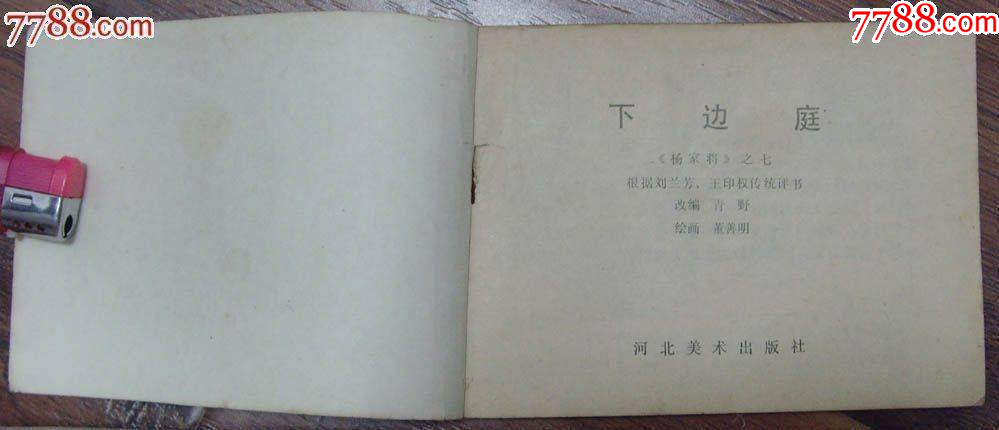 7788.com
7788.com
下边庭
《杨家将》之七
根据刘兰芳、王印权传统评书
改编 青野
绘画 董善明
河北美术出版社